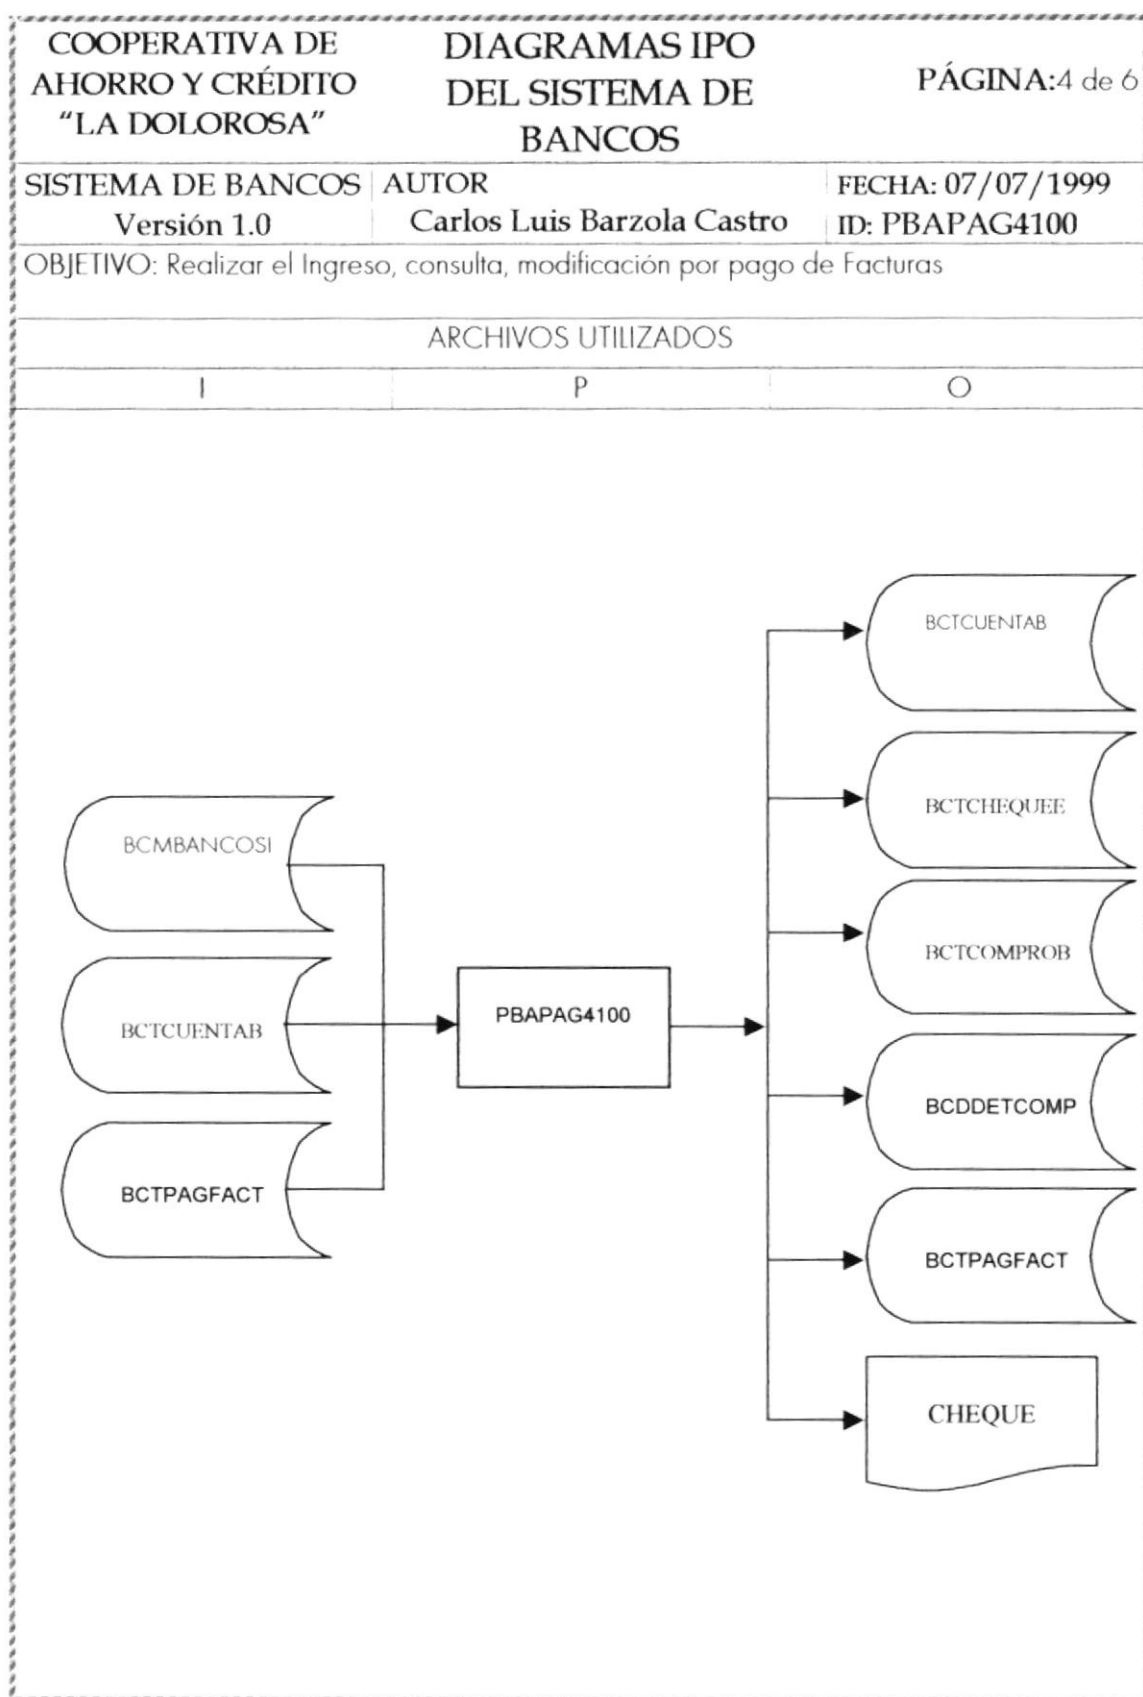 COOPERATIVA DE
AHORRO Y CRÉDITO
“LA DOLOROSA”
DIAGRAMAS IPO
DEL SISTEMA DE
BANCOS
PÁGINA:4 de 6
SISTEMA DE BANCOS
Versión 1.0
AUTOR
Carlos Luis Barzola Castro
FECHA: 07/07/1999
ID: PBAPAG4100
OBJETIVO: Realizar el Ingreso, consulta, modificación por pago de Facturas
ARCHIVOS UTILIZADOS
I P O
BCMBANCOSI
BCTCUENTAB
BCTPAGFACT
PBAPAG4100
BCTCUENTAB
BCTCHEQUEE
BCTCOMPROB
BCDDETCOMP
BCTPAGFACT
CHEQUE